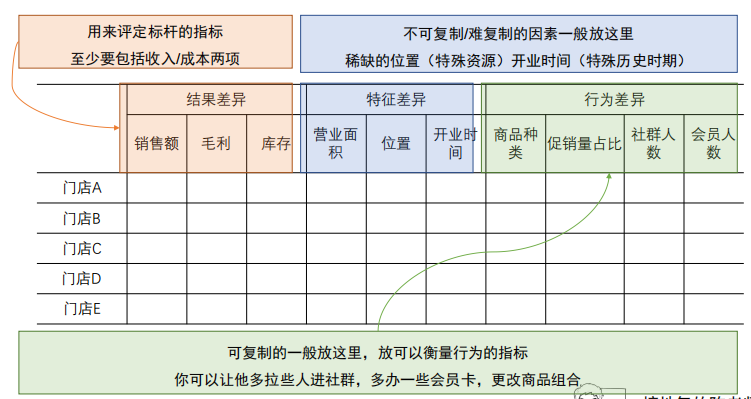 用来评定标杆的指标
至少要包括收入/成本两项
不可复制/难复制的因素一般放这里
稀缺的位置（特殊资源）开业时间（特殊历史时期）
结果差异
特征差异
行为差异
销售额
毛利
库存
营业面
积
位置
开业时
间
商品种
类
促销量占比
社群人
数
会员人
数
门店A
门店B
门店C
门店D
门店E
可复制的一般放这里，放可以衡量行为的指标
你可以让他多拉些人进社群，多办一些会员卡，更改商品组合